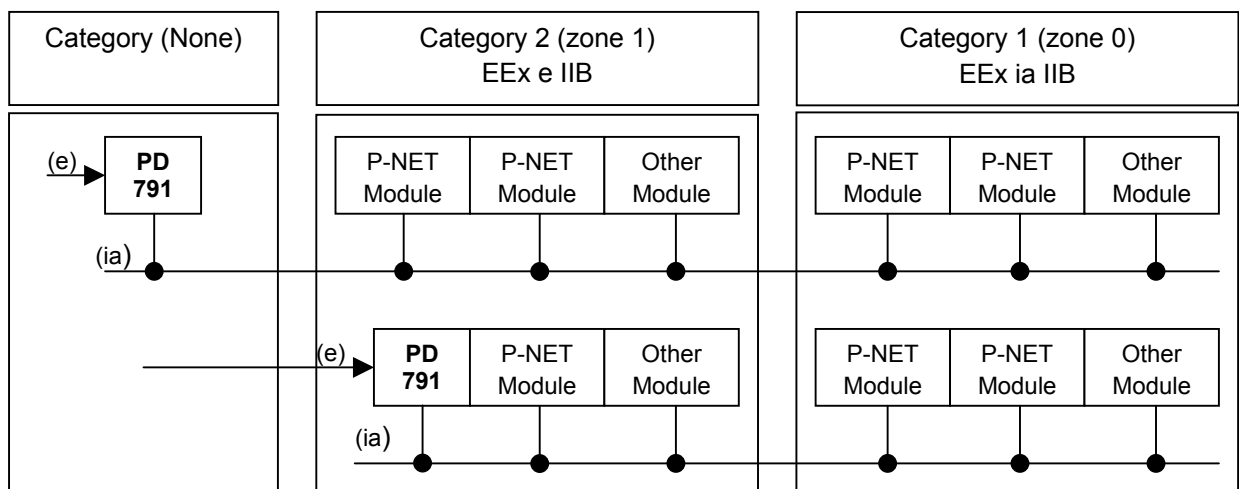 Category (None)
Category 2 (zone 1)
EEx e IIB
Category 1 (zone 0)
EEx ia IIB
(e)
PD
791
P-NET
Module
P-NET
Module
Other
Module
P-NET
Module
P-NET
Module
Other
Module
(ia)
(e)
PD
791
P-NET
Module
Other
Module
P-NET
Module
P-NET
Module
Other
Module
(ia)